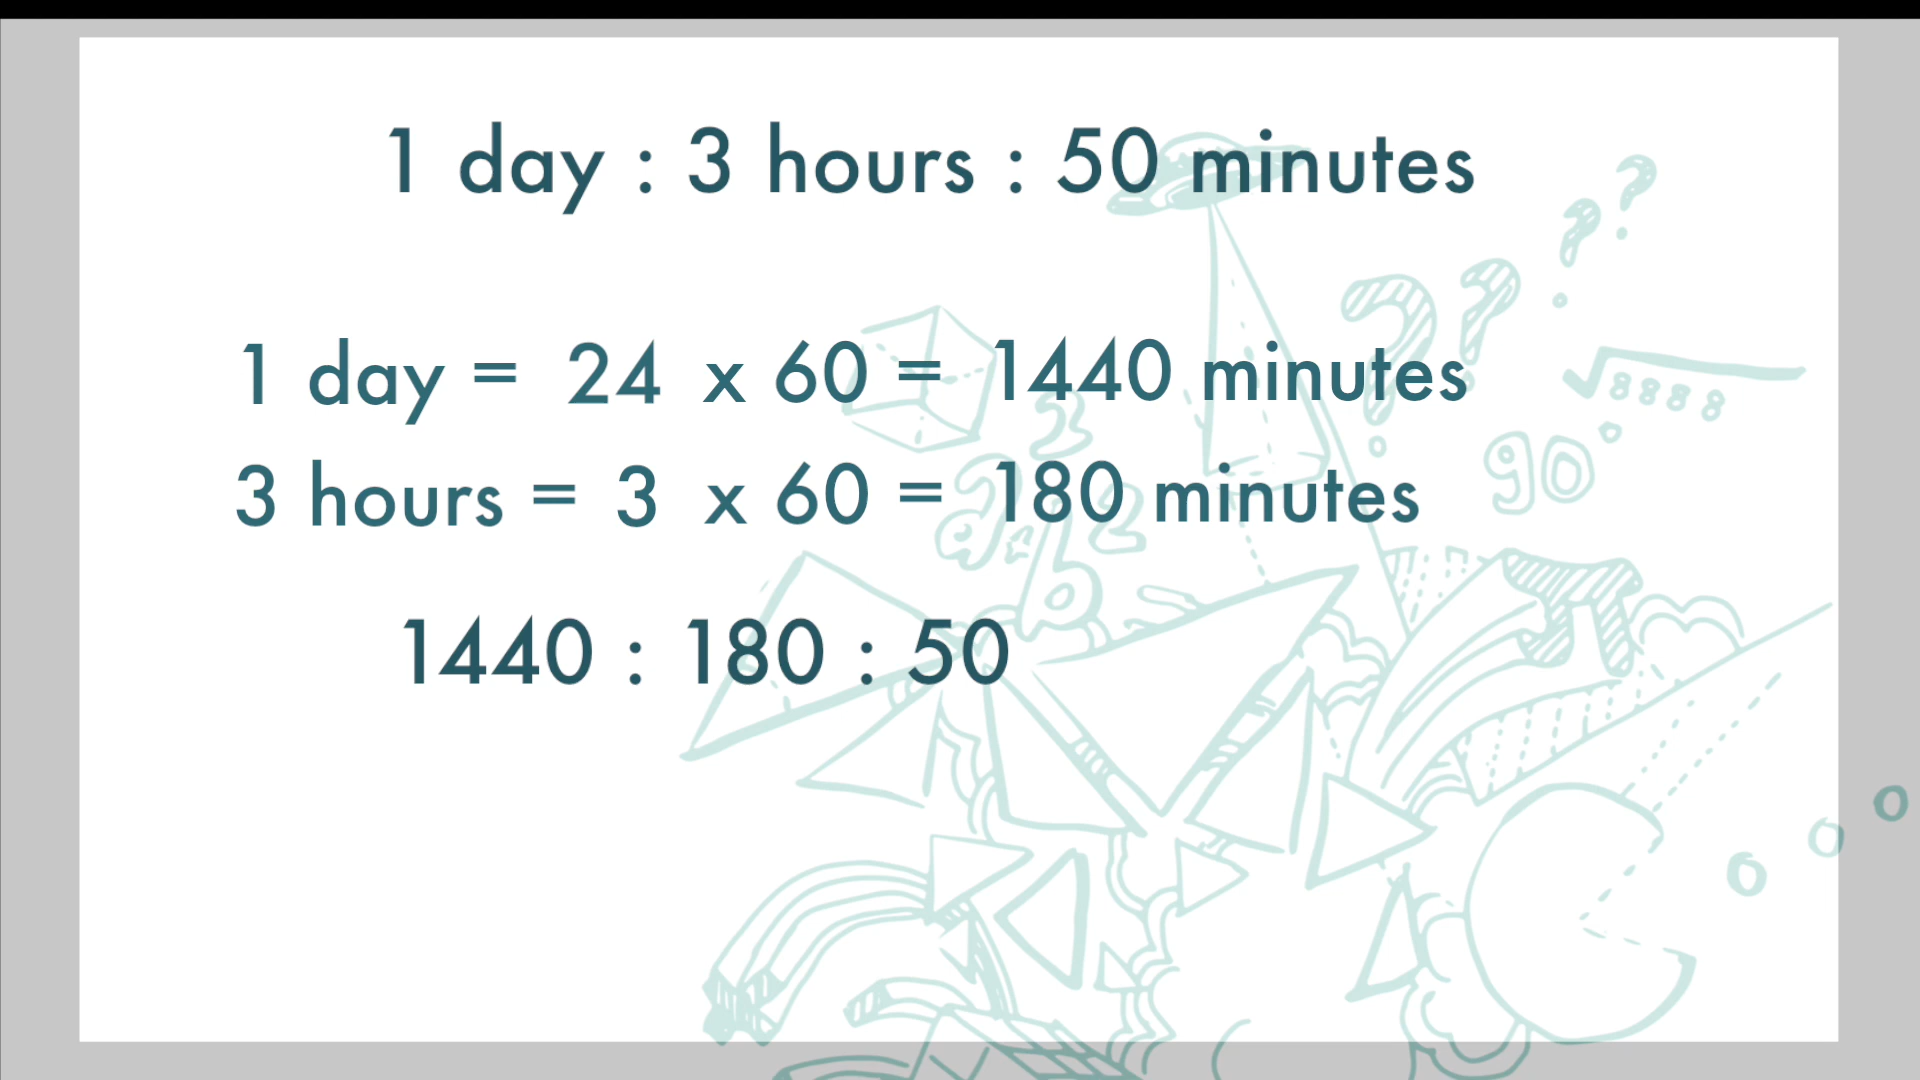 1 day : 3 hours : 50 minutes
1 day = 24 x 60 = 1440 minutes
3 hours = 3 x 60 = 180 minutes
1440 : 180 : 50